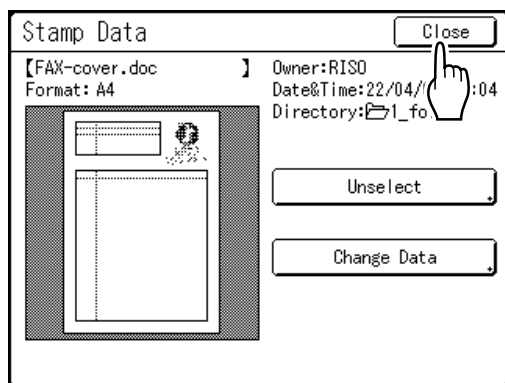 Stamp Data
Close
【FAX-cover.doc 】
Owner:RISO
Format: A4
Date&Time:22/04/ :04
Directory: 1_fo
Unselect
Change Data